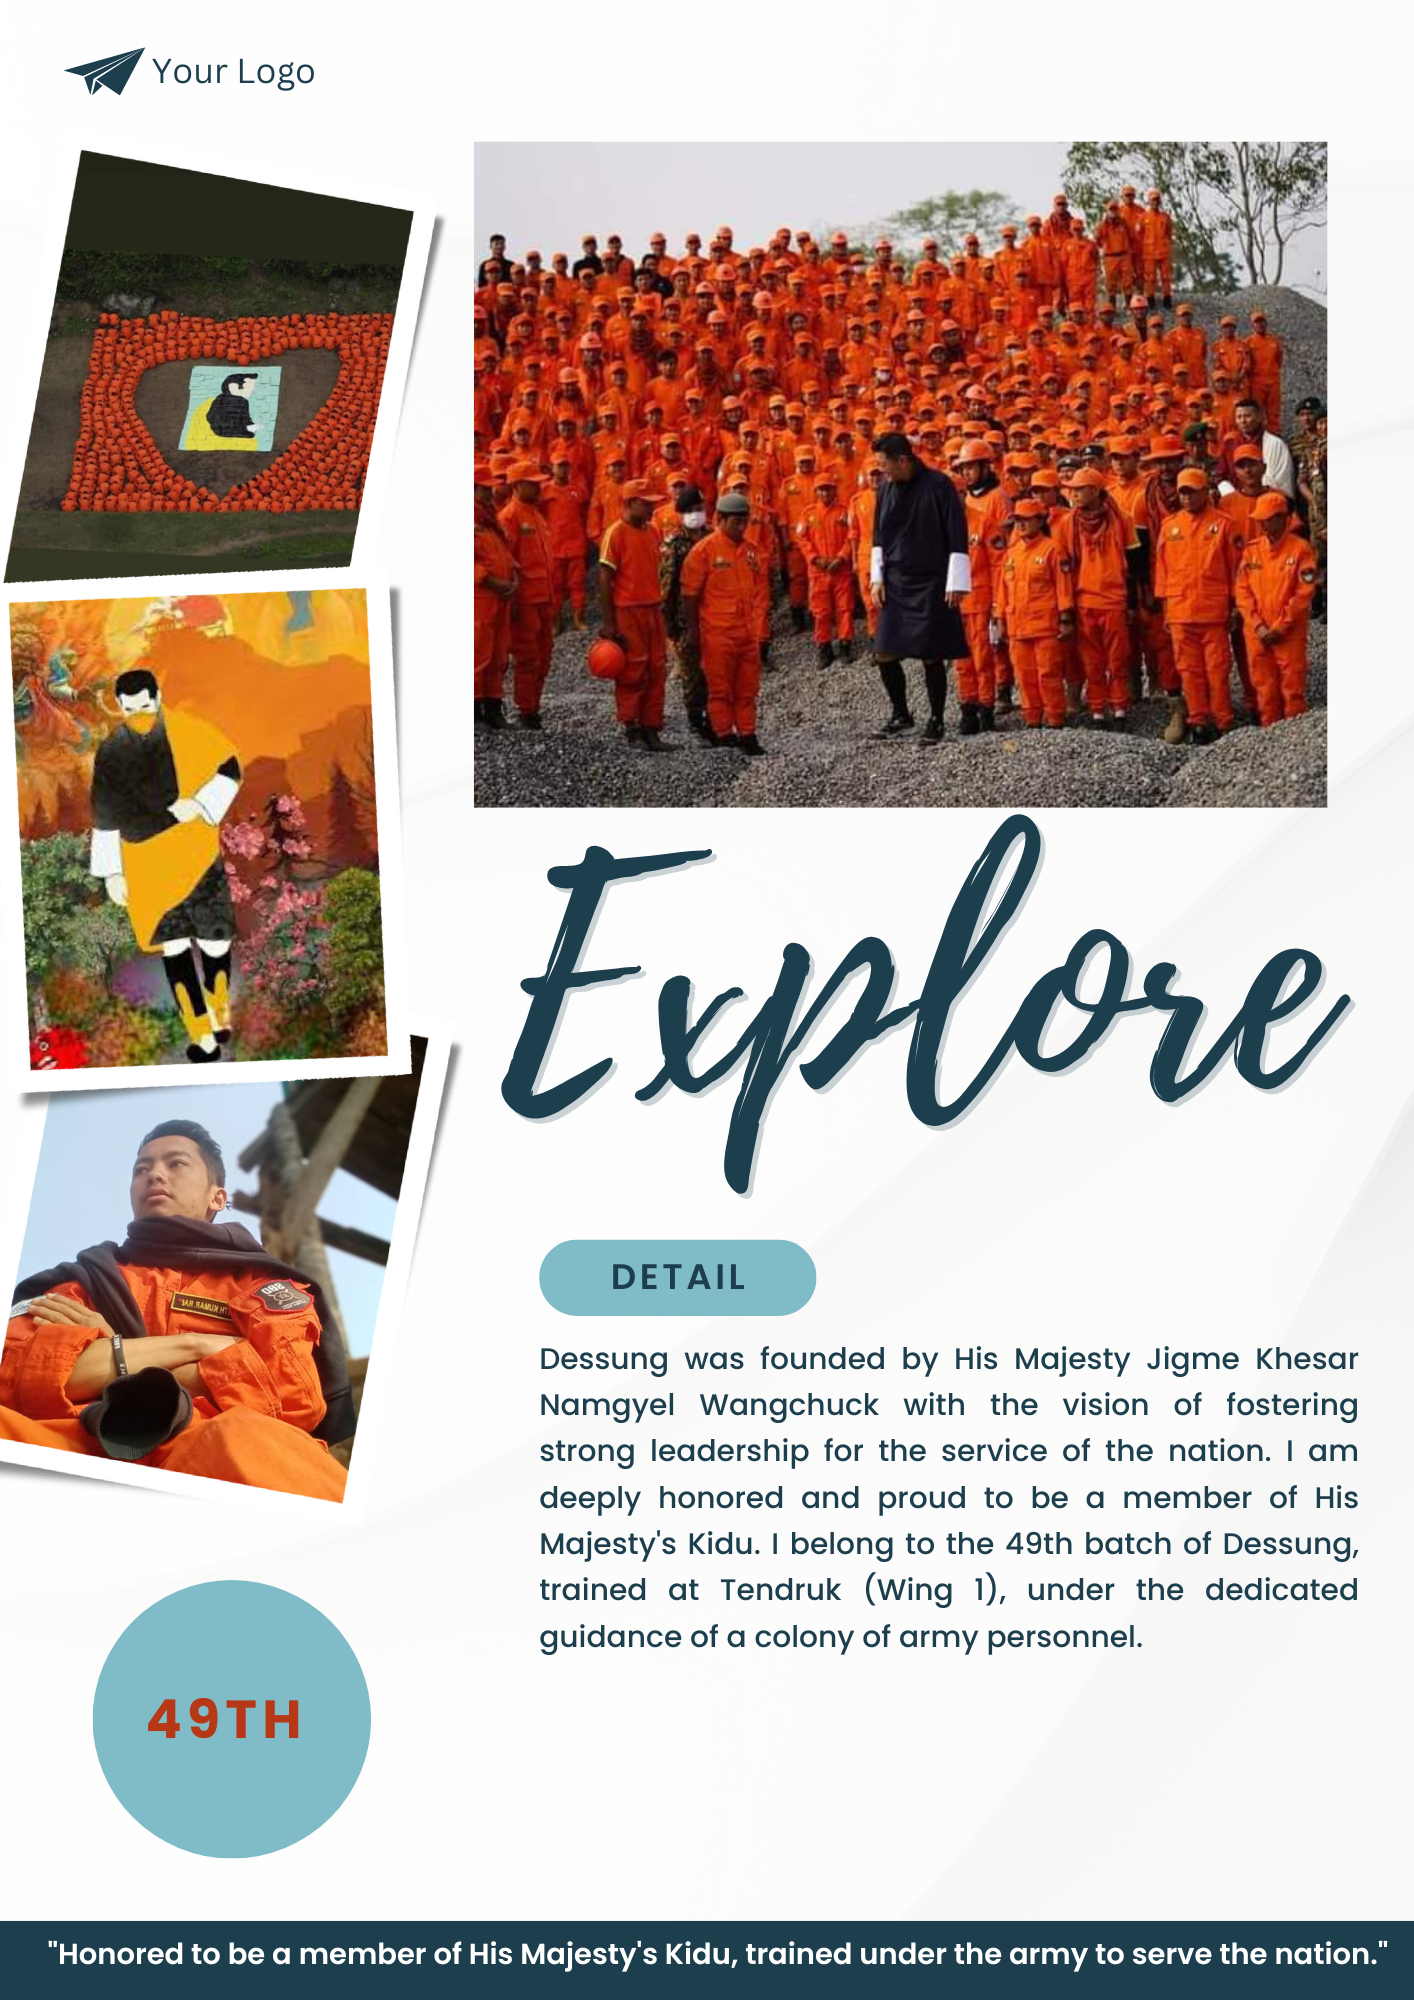 Your Logo
Explore
DETAIL
Dessung was founded by His Majesty Jigme Khesar
Namgyel Wangchuck with the vision of fostering
strong leadership for the service of the nation. I am
deeply honored and proud to be a member of His
Majesty's Kidu. I belong to the 49th batch of Dessung,
trained at Tendruk (Wing 1), under the dedicated
guidance of a colony of army personnel.
49TH
"Honored to be a member of His Majesty's Kidu, trained under the army to serve the nation."